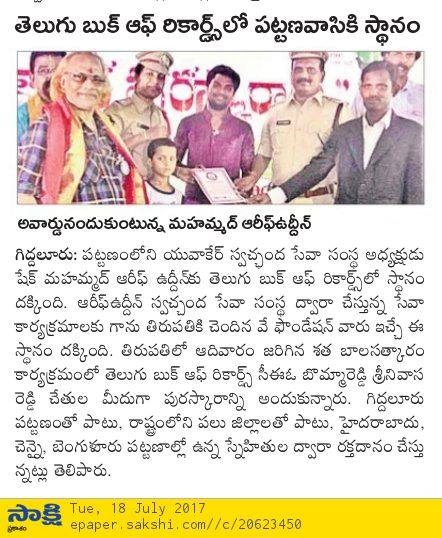 తెలుగు బుక్ ఆఫ్ రికార్డ్స్‌లో పట్టణవాసికి స్థానం
అవార్డునందుకుంటున్న మహమ్మద్ ఆరీఫ్‌ఉద్దీన్
గిద్దలూరు: పట్టణంలోని యువాకేర్ స్వచ్ఛంద సేవా సంస్థ అధ్యక్షుడు
షేక్ మహమ్మద్ ఆరీఫ్ ఉద్దీన్‌కు తెలుగు బుక్ ఆఫ్ రికార్డ్స్‌లో స్థానం
దక్కింది. ఆరీఫ్‌ఉద్దీన్ స్వచ్ఛంద సేవా సంస్థ ద్వారా చేస్తున్న సేవా
కార్యక్రమాలకు గాను తిరుపతికి చెందిన వే ఫౌండేషన్ వారు ఇచ్చే ఈ
స్థానం దక్కింది. తిరుపతిలో ఆదివారం జరిగిన శత బాలసత్కారం
కార్యక్రమంలో తెలుగు బుక్ ఆఫ్ రికార్డ్స్ సీఈఓ బొమ్మారెడ్డి శ్రీనివాస
రెడ్డి చేతుల మీదుగా పురస్కారాన్ని అందుకున్నారు. గిద్దలూరు
పట్టణంతో పాటు, రాష్ట్రంలోని పలు జిల్లాలతో పాటు, హైదరాబాదు,
చెన్నై, బెంగుళూరు పట్టణాల్లో ఉన్న స్నేహితుల ద్వారా రక్తదానం చేస్తు
న్నట్లు తెలిపారు.
సాక్షి
ప్రకాశం
Tue, 18 July 2017
epaper.sakshi.com//c/20623450